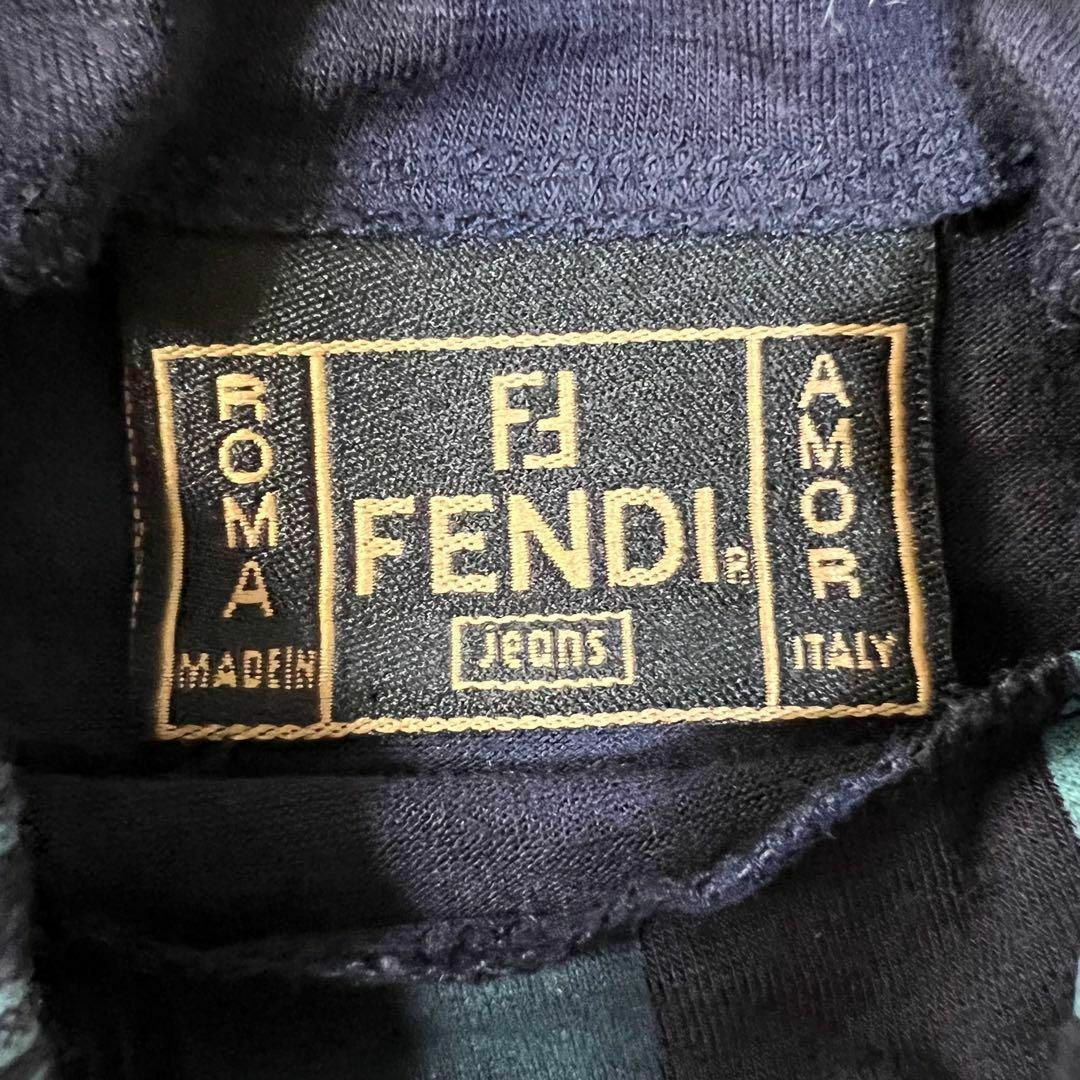 ROMA
MADE IN
FF
FENDI®
Jeans
AMOR
ITALY